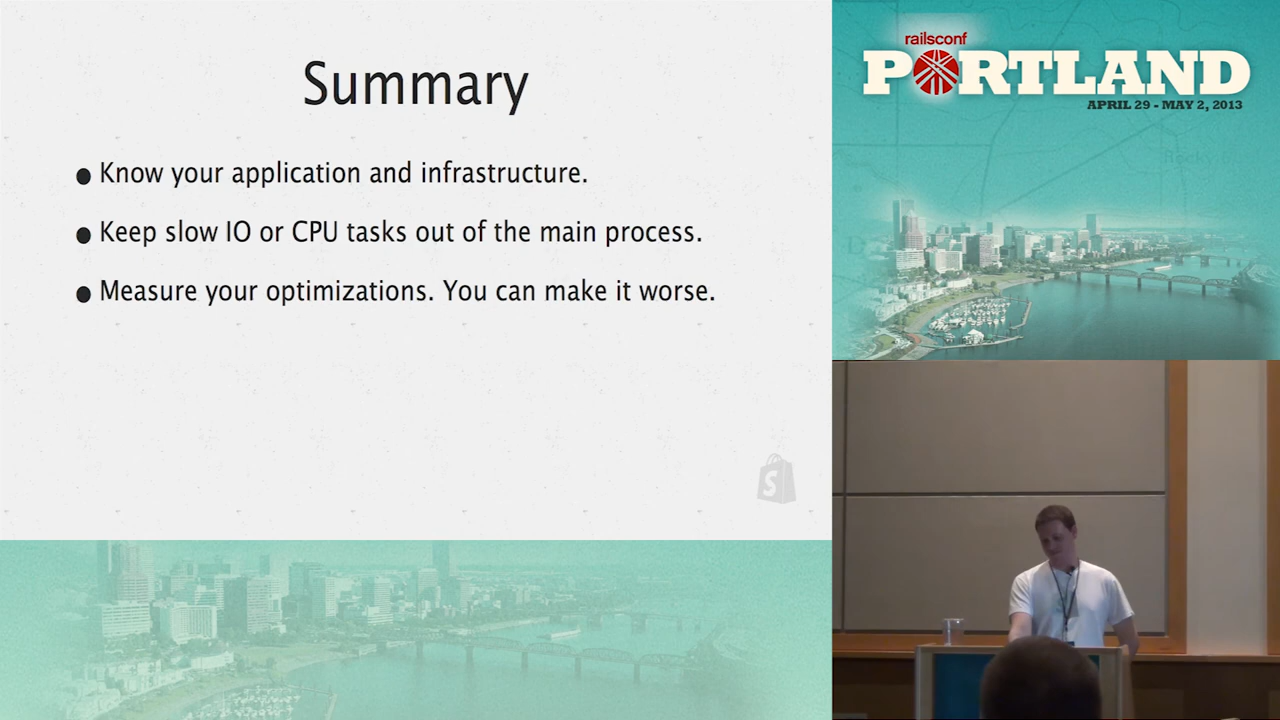 Summary
● Know your application and infrastructure.
● Keep slow IO or CPU tasks out of the main process.
● Measure your optimizations. You can make it worse.
S
railsconf
PORTLAND
APRIL 29 - MAY 2, 2013